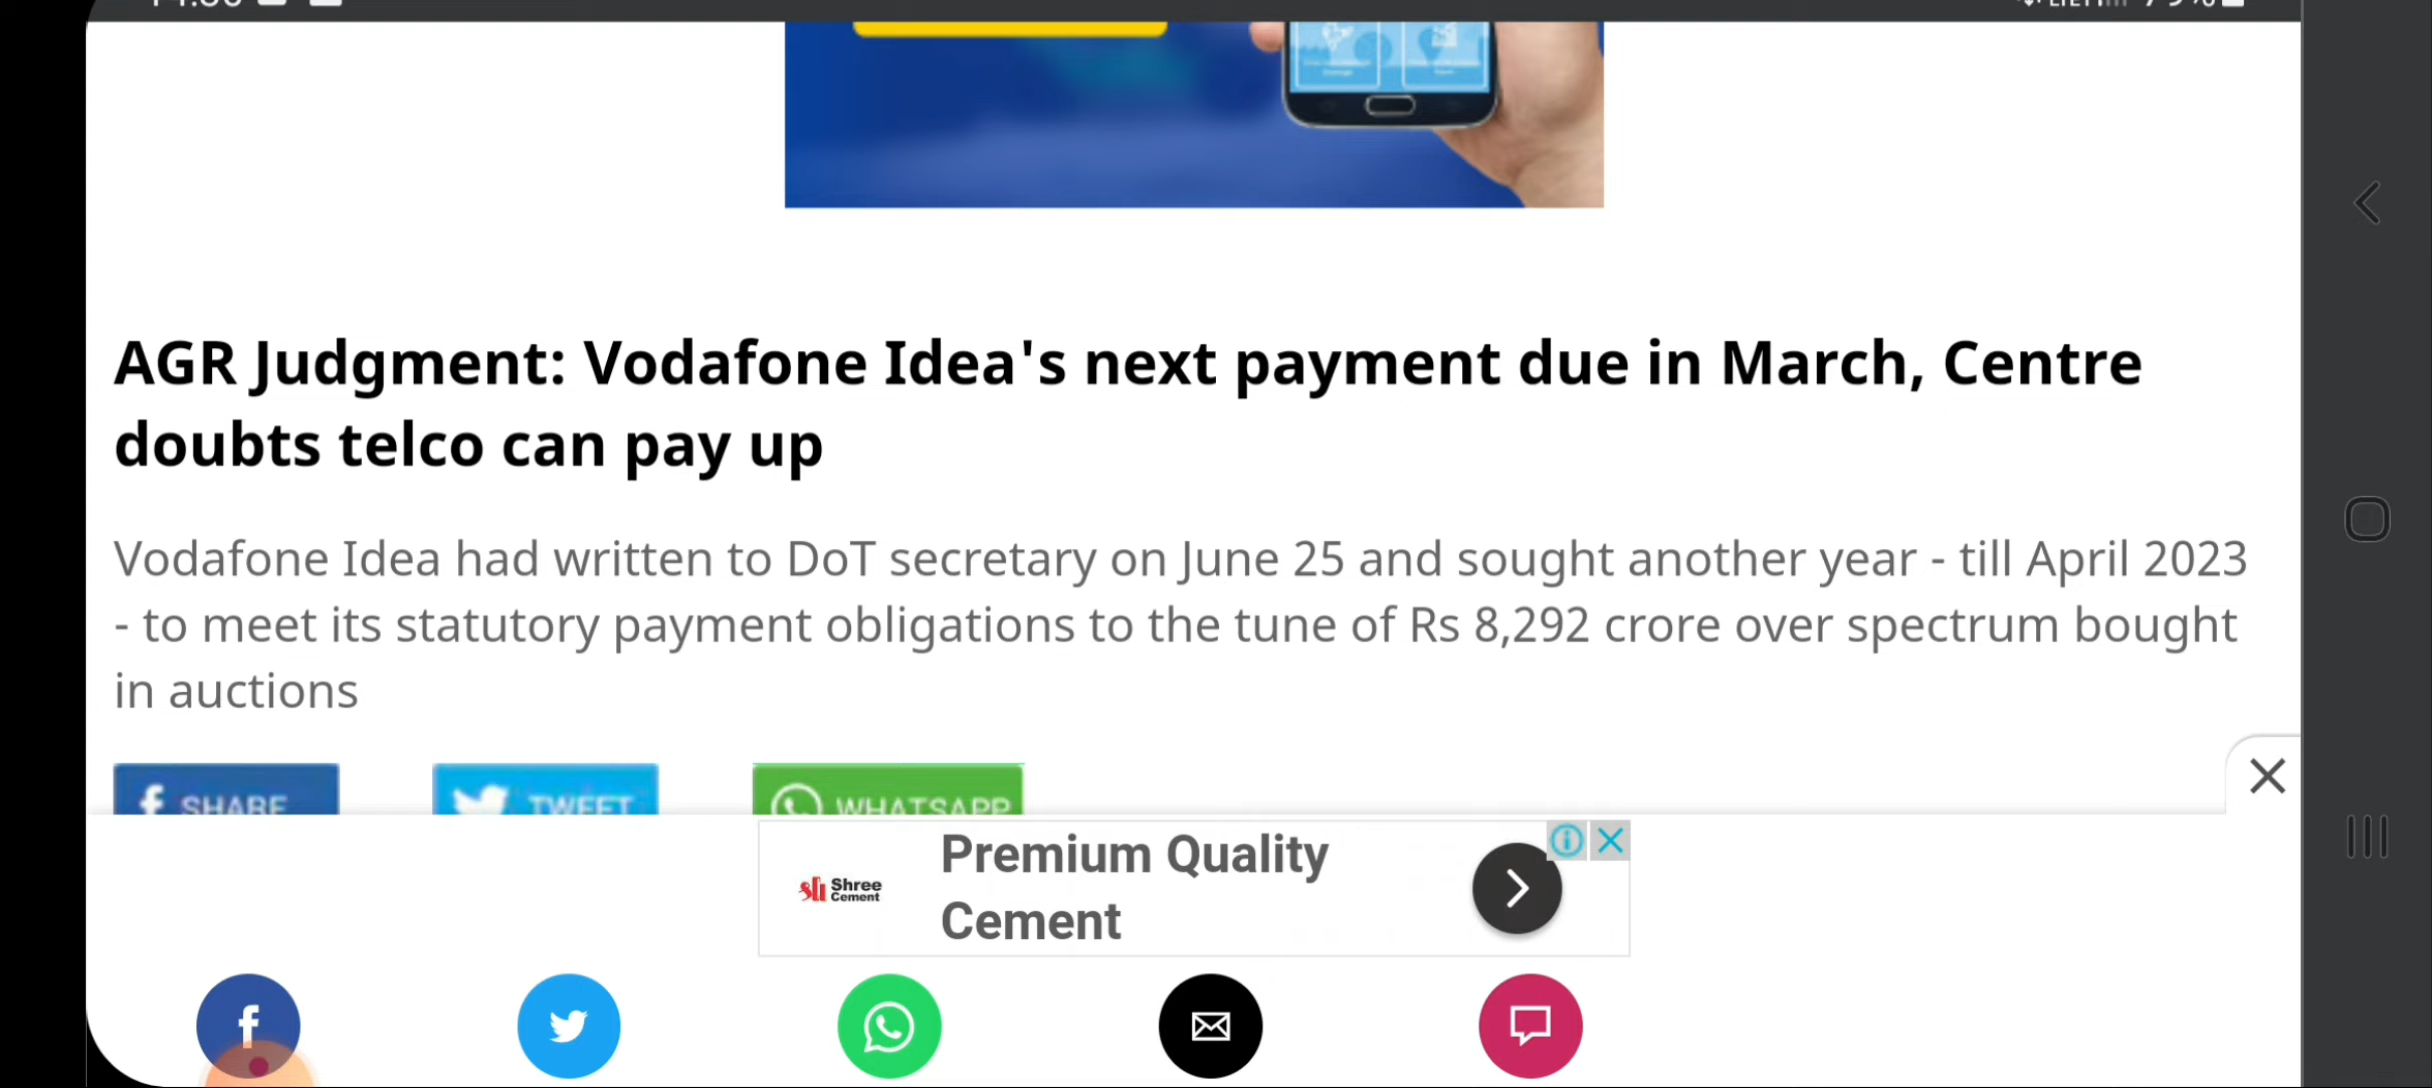 AGR Judgment: Vodafone Idea's next payment due in March, Centre
doubts telco can pay up
Vodafone Idea had written to DoT secretary on June 25 and sought another year - till April 2023
- to meet its statutory payment obligations to the tune of Rs 8,292 crore over spectrum bought
in auctions
SHARE TWEET WHATSAPP
Premium Quality
Cement
Shree
Cement